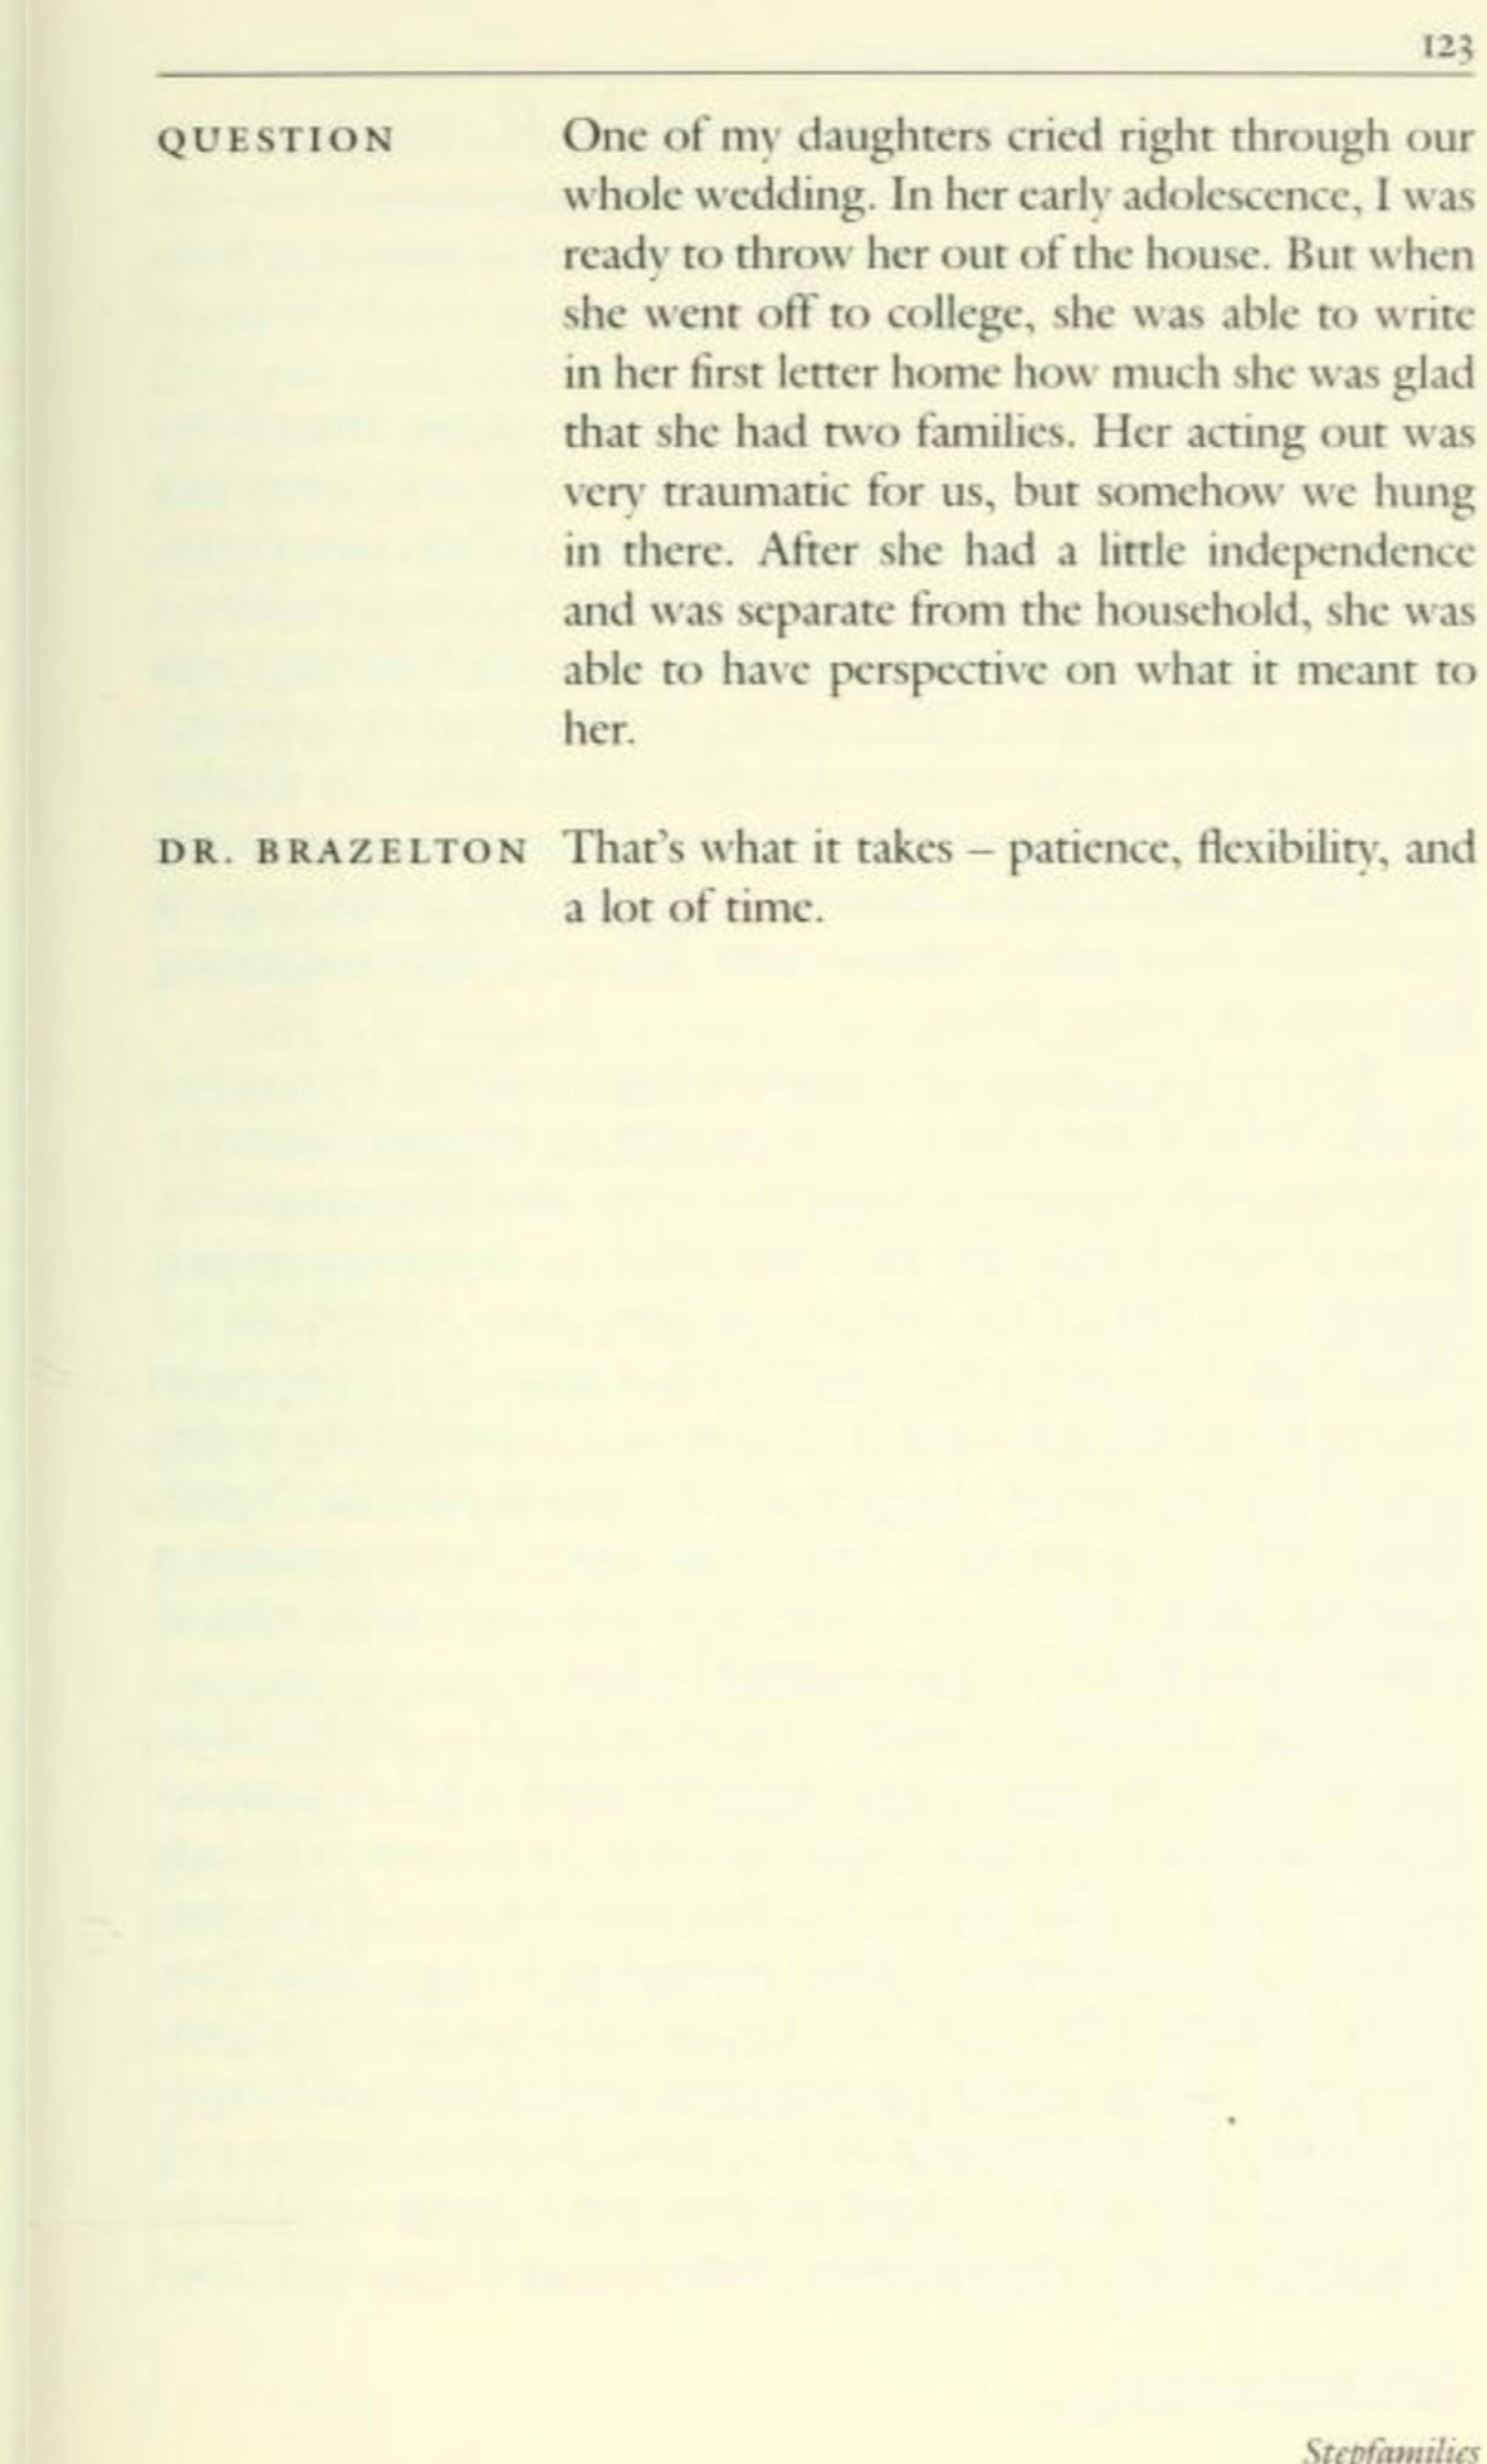 123
QUESTION One of my daughters cried right through our
whole wedding. In her early adolescence, I was
ready to throw her out of the house. But when
she went off to college, she was able to write
in her first letter home how much she was glad
that she had two families. Her acting out was
very traumatic for us, but somehow we hung
in there. After she had a little independence
and was separate from the household, she was
able to have perspective on what it meant to
her.
DR. BRAZELTON That's what it takes – patience, flexibility, and
a lot of time.
Stepfamilies